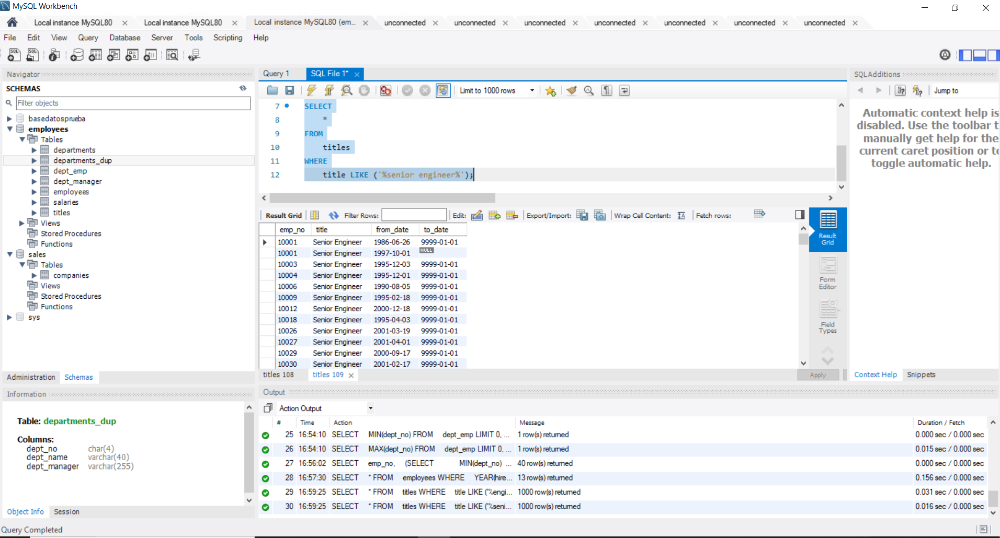 MySQL Workbench
Local instance MySQL80 Local instance MySQL80 Local instance MySQL80 (em... unconnected unconnected unconnected unconnected unconnected unconnected unconnected
File Edit View Query Database Server Tools Scripting Help
Navigator
SCHEMAS
Filter objects
basedatosprueba
employees
Tables
departments
departments_dup
dept_emp
dept_manager
employees
salaries
titles
Views
Stored Procedures
Functions
sales
Tables
companies
Views
Stored Procedures
Functions
sys
Administration Schemas
Information
Table: departments_dup
Columns:
dept_no char(4)
dept_name varchar(40)
dept_manager varchar(255)
Object Info Session
Query 1 SQL File 1*
Limit to 1000 rows
7 SELECT
8 *
9 FROM
10 titles
11 WHERE
12 title LIKE ('%senior engineer%');
Result Grid Filter Rows: Edit: Export/Import: Wrap Cell Content: Fetch rows:
emp_no title from_date to_date
10001 Senior Engineer 1986-06-26 9999-01-01
10001 Senior Engineer 1997-10-01 NULL
10003 Senior Engineer 1995-12-03 9999-01-01
10004 Senior Engineer 1995-12-01 9999-01-01
10006 Senior Engineer 1990-08-05 9999-01-01
10009 Senior Engineer 1995-02-18 9999-01-01
10012 Senior Engineer 2000-12-18 9999-01-01
10018 Senior Engineer 1995-04-03 9999-01-01
10026 Senior Engineer 2001-03-19 9999-01-01
10027 Senior Engineer 2001-04-01 9999-01-01
10029 Senior Engineer 2000-09-17 9999-01-01
10030 Senior Engineer 2001-02-17 9999-01-01
Result
Grid
Form
Editor
Field
Types
titles 108 titles 109
Apply
SQLAdditions
Jump to
Automatic context help is
disabled. Use the toolbar t
manually get help for the
current caret position or to
toggle automatic help.
Context Help Snippets
Output
Action Output
# Time Action Message Duration / Fetch
25 16:54:10 SELECT MIN(dept_no) FROM dept_emp LIMIT 0, ... 1 row(s) returned 0.000 sec / 0.000 sec
26 16:54:10 SELECT MAX(dept_no) FROM dept_emp LIMIT 0, ... 1 row(s) returned 0.015 sec / 0.000 sec
27 16:56:02 SELECT emp_no, (SELECT MIN(dept_no) ... 40 row(s) returned 0.000 sec / 0.000 sec
28 16:57:30 SELECT * FROM employees WHERE YEAR(hire... 13 row(s) returned 0.156 sec / 0.000 sec
29 16:59:25 SELECT * FROM titles WHERE title LIKE ('%engi... 1000 row(s) returned 0.031 sec / 0.000 sec
30 16:59:25 SELECT * FROM titles WHERE title LIKE ('%seni... 1000 row(s) returned 0.016 sec / 0.000 sec
Query Completed